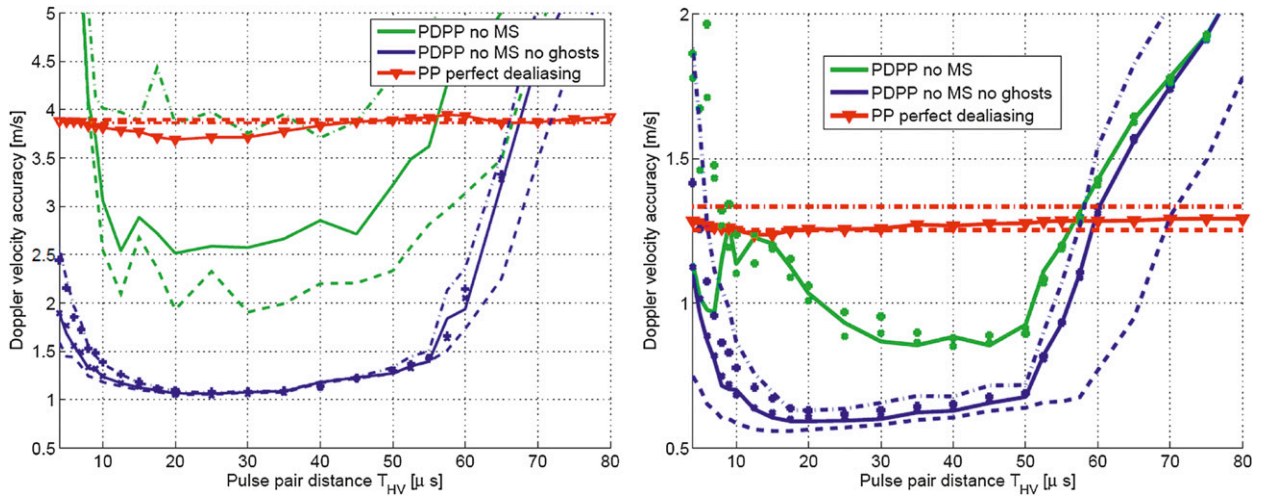 5
4.5
4
3.5
3
2.5
2
1.5
1
0.5
10 20 30 40 50 60 70 80
Doppler velocity accuracy [m/s]
Pulse pair distance T_HV [μ s]
PDPP no MS
PDPP no MS no ghosts
PP perfect dealiasing
2
1.5
1
0.5
10 20 30 40 50 60 70 80
Doppler velocity accuracy [m/s]
Pulse pair distance T_HV [μ s]
PDPP no MS
PDPP no MS no ghosts
PP perfect dealiasing